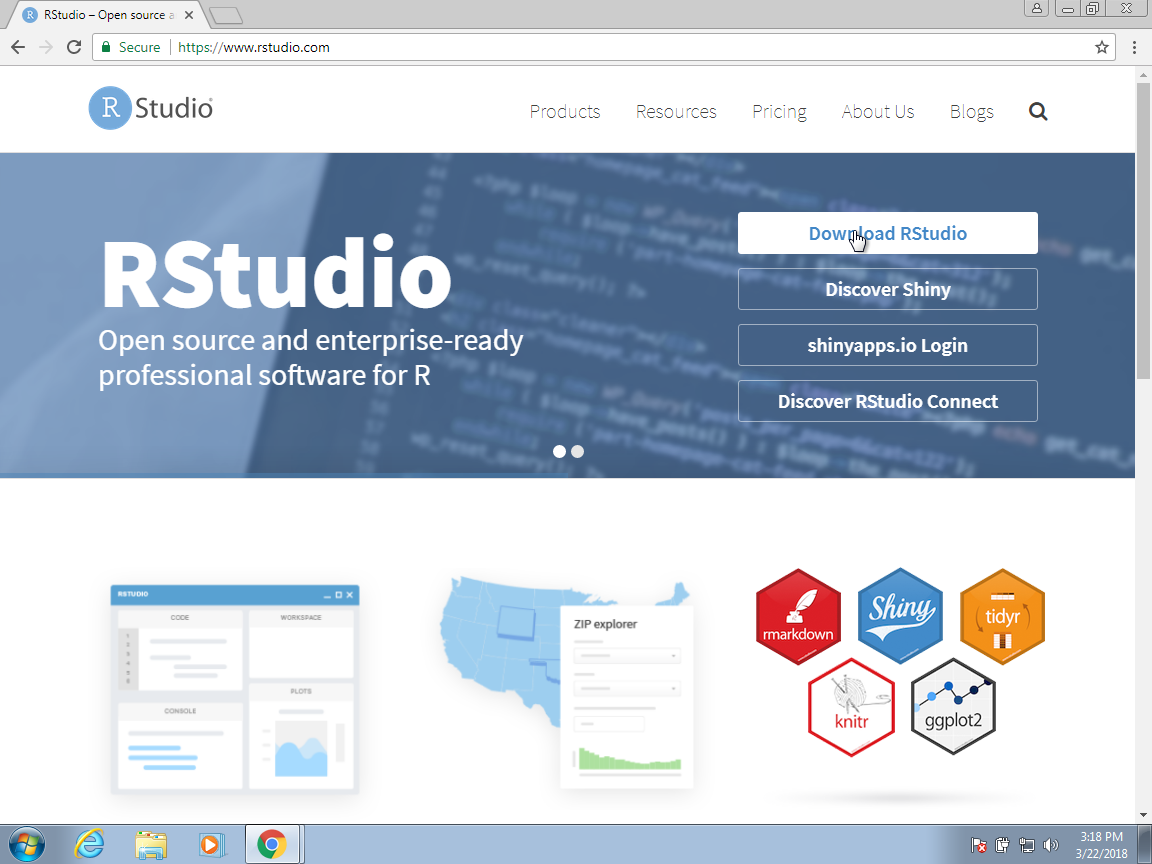 RStudio – Open source a
Secure
https://www.rstudio.com
R Studio
Products
Resources
Pricing
About Us
Blogs
RStudio
Open source and enterprise-ready
professional software for R
Download RStudio
Discover Shiny
shinyapps.io Login
Discover RStudio Connect
RSTUDIO
CODE
WORKSPACE
PLOTS
CONSOLE
ZIP explorer
rmarkdown
Shiny
tidyr
knitr
ggplot2
3:18 PM
3/22/2018